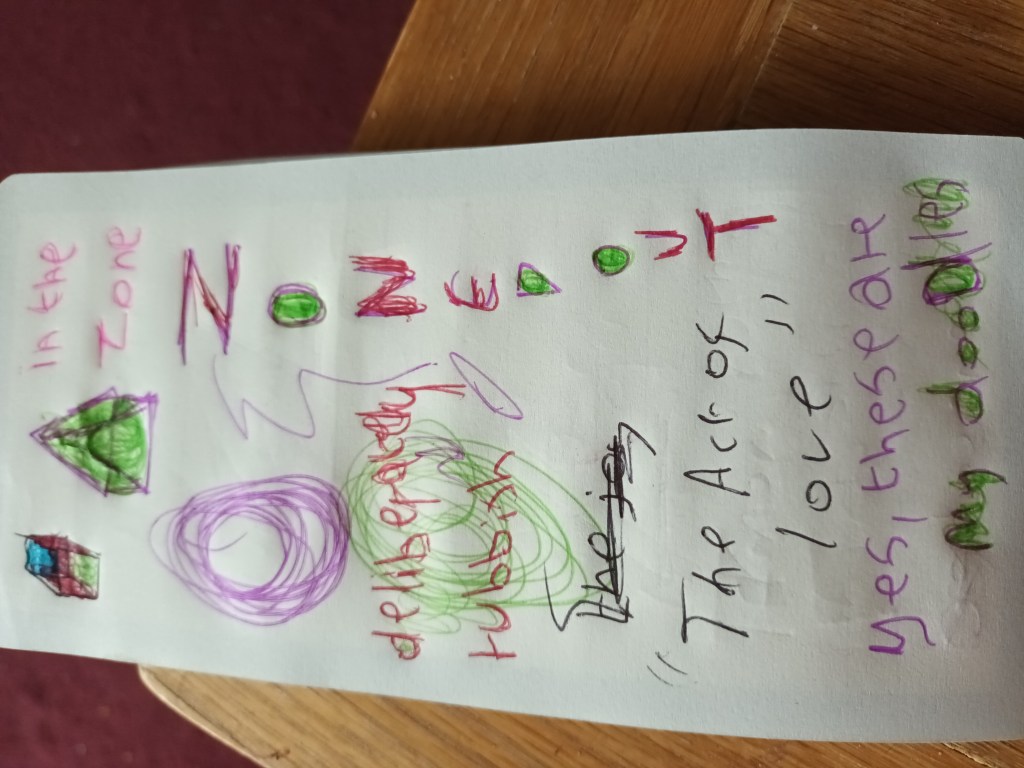 in the
zone
ZONE OUT
deliberately
rubbish
"The Act of
love"
yes, these are
my doodles